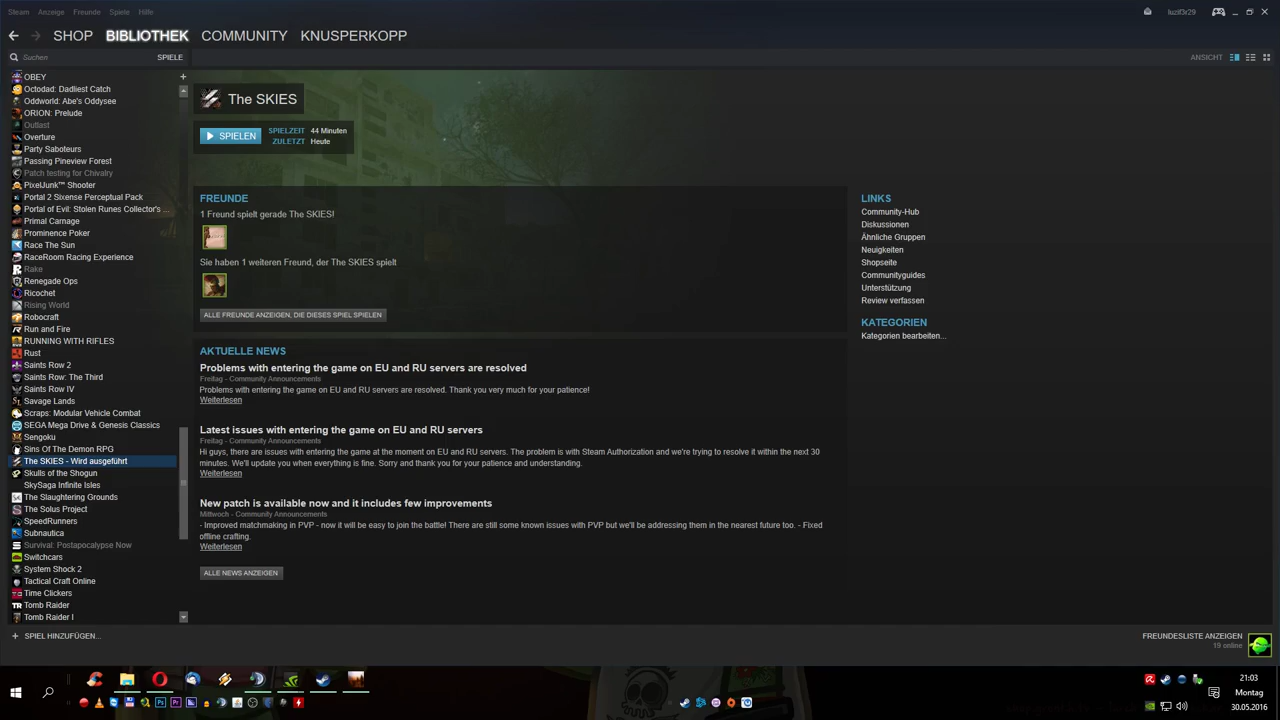 Steam Anzeige Freunde Spiele Hilfe luzif3r29
SHOP BIBLIOTHEK COMMUNITY KNUSPERKOPP
Suchen SPIELE ANSICHT
OBEY
Octodad: Dadliest Catch
Oddworld: Abe's Oddysee
ORION: Prelude
Outlast
Overture
Party Saboteurs
Passing Pineview Forest
Patch testing for Chivalry
PixelJunk™ Shooter
Portal 2 Sixense Perceptual Pack
Portal of Evil: Stolen Runes Collector's ...
Primal Carnage
Prominence Poker
Race The Sun
RaceRoom Racing Experience
Rake
Renegade Ops
Ricochet
Rising World
Robocraft
Run and Fire
RUNNING WITH RIFLES
Rust
Saints Row 2
Saints Row: The Third
Saints Row IV
Savage Lands
Scraps: Modular Vehicle Combat
SEGA Mega Drive & Genesis Classics
Sengoku
Sins Of The Demon RPG
The SKIES - Wird ausgeführt
Skulls of the Shogun
SkySaga Infinite Isles
The Slaughtering Grounds
The Solus Project
SpeedRunners
Subnautica
Survival: Postapocalypse Now
Switchcars
System Shock 2
Tactical Craft Online
Time Clickers
Tomb Raider
Tomb Raider I
SPIEL HINZUFÜGEN...
The SKIES
SPIELEN
SPIELZEIT 44 Minuten
ZULETZT Heute
FREUNDE
1 Freund spielt gerade The SKIES!
Sie haben 1 weiteren Freund, der The SKIES spielt
ALLE FREUNDE ANZEIGEN, DIE DIESES SPIEL SPIELEN
AKTUELLE NEWS
Problems with entering the game on EU and RU servers are resolved
Freitag - Community Announcements
Problems with entering the game on EU and RU servers are resolved. Thank you very much for your patience!
Weiterlesen
Latest issues with entering the game on EU and RU servers
Freitag - Community Announcements
Hi guys, there are issues with entering the game at the moment on EU and RU servers. The problem is with Steam Authorization and we're trying to resolve it within the next 30
minutes. We'll update you when everything is fine. Sorry and thank you for your patience and understanding.
Weiterlesen
New patch is available now and it includes few improvements
Mittwoch - Community Announcements
- Improved matchmaking in PVP - now it will be easy to join the battle! There are still some known issues with PVP but we'll be addressing them in the nearest future too. - Fixed
offline crafting.
Weiterlesen
ALLE NEWS ANZEIGEN
LINKS
Community-Hub
Diskussionen
Ähnliche Gruppen
Neuigkeiten
Shopseite
Communityguides
Unterstützung
Review verfassen
KATEGORIEN
Kategorien bearbeiten...
FREUNDESLISTE ANZEIGEN
19 online
21:03
Montag
30.05.2016